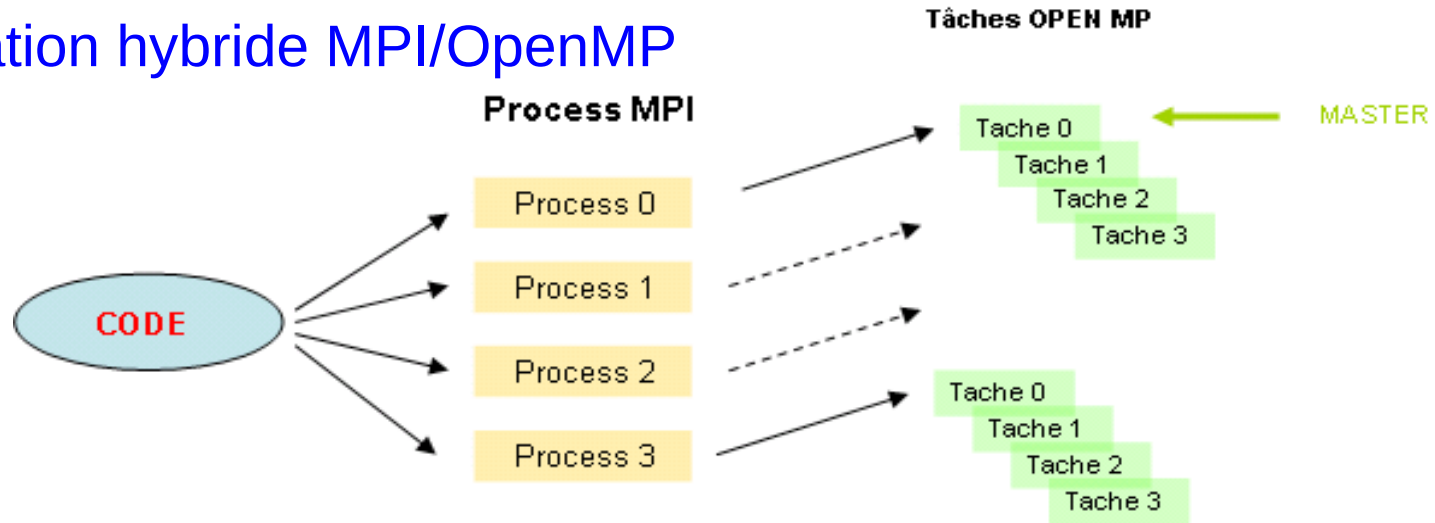 hybride MPI/OpenMP
Tâches OPEN MP
Process MPI
MASTER
Tache 0
Tache 1
Tache 2
Tache 3
Process 0
Process 1
CODE
Process 2
Process 3
Tache 0
Tache 1
Tache 2
Tache 3